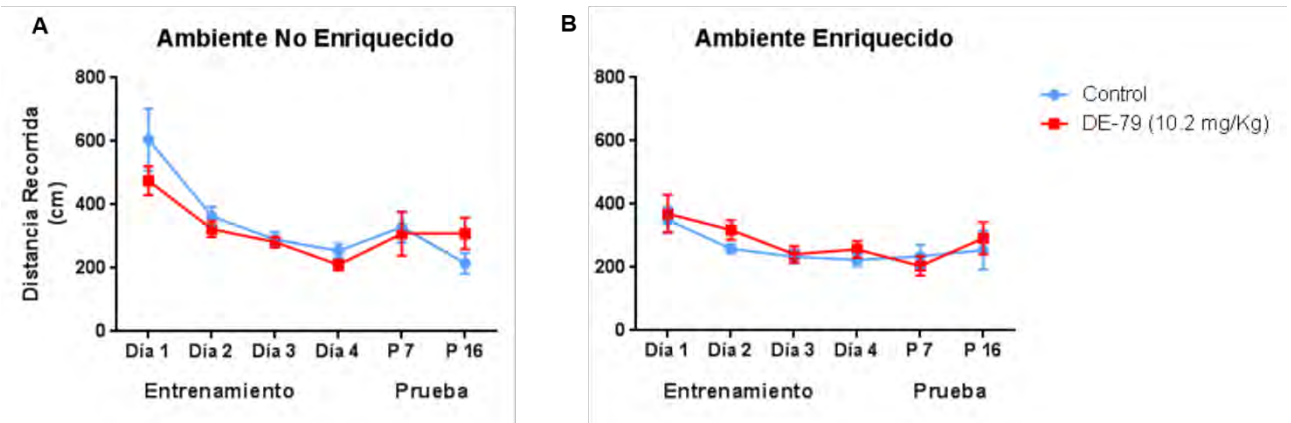 A
Ambiente No Enriquecido
Distancia Recorrida
(cm)
800
600
400
200
0
Día 1 Día 2 Día 3 Día 4 P 7 P 16
Entrenamiento Prueba
B
Ambiente Enriquecido
800
600
400
200
0
Día 1 Día 2 Día 3 Día 4 P 7 P 16
Entrenamiento Prueba
Control
DE-79 (10.2 mg/Kg)